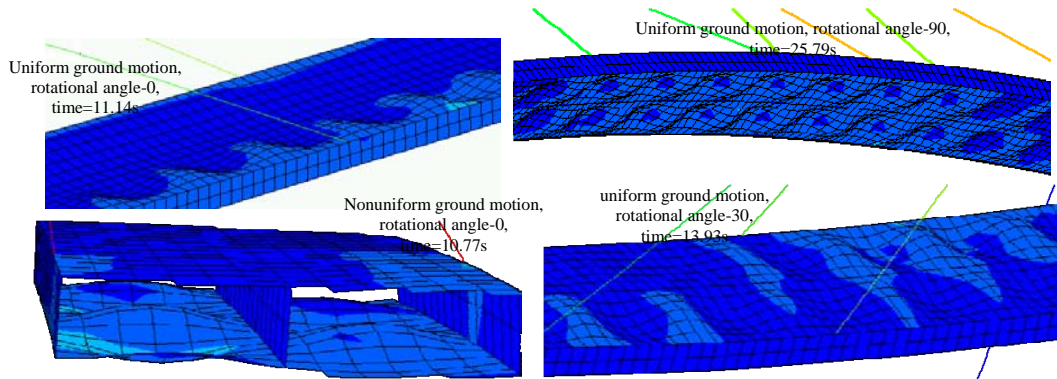 Uniform ground motion,
rotational angle-0,
time=11.14s
Uniform ground motion, rotational angle-90,
time=25.79s
Nonuniform ground motion,
rotational angle-0,
time=10.77s
uniform ground motion,
rotational angle-30,
time=13.93s